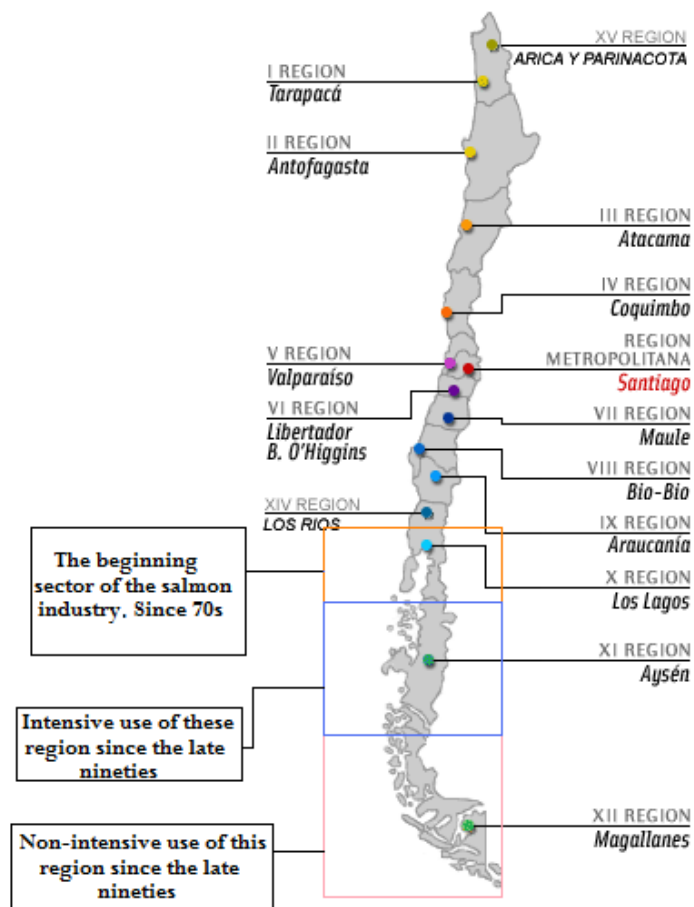 XV REGION
ARICA Y PARINACOTA
I REGION
Tarapacá
II REGION
Antofagasta
III REGION
Atacama
IV REGION
Coquimbo
REGION
METROPOLITANA
Santiago
V REGION
Valparaíso
VI REGION
Libertador
B. O'Higgins
VII REGION
Maule
VIII REGION
Bio-Bio
XIV REGION
LOS RIOS
IX REGION
Araucanía
X REGION
Los Lagos
The beginning
sector of the salmon
industry. Since 70s
XI REGION
Aysén
Intensive use of these
region since the late
nineties
XII REGION
Magallanes
Non-intensive use of this
region since the late
nineties